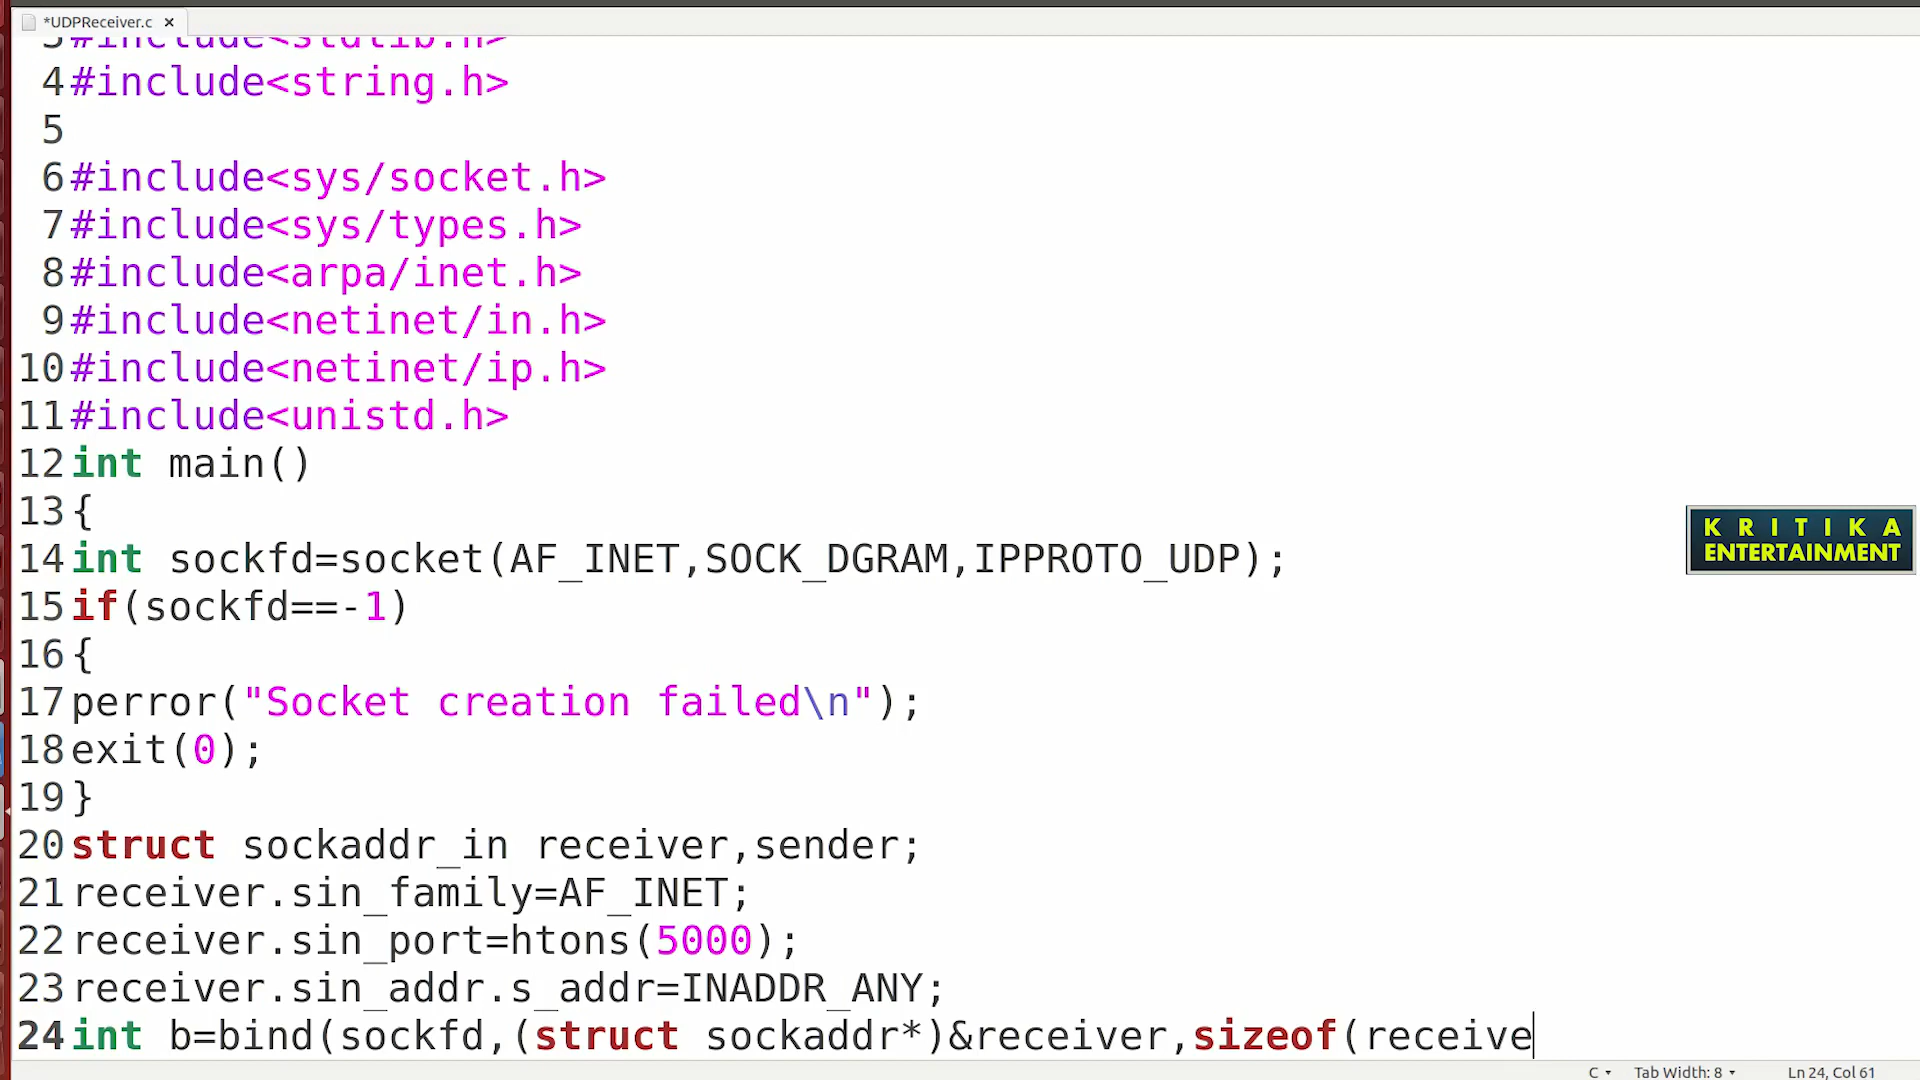 *UDPReceiver.c ×
3#include<stdlib.h>
4#include<string.h>
5
6#include<sys/socket.h>
7#include<sys/types.h>
8#include<arpa/inet.h>
9#include<netinet/in.h>
10#include<netinet/ip.h>
11#include<unistd.h>
12int main()
13{
14int sockfd=socket(AF_INET,SOCK_DGRAM,IPPROTO_UDP);
15if(sockfd==-1)
16{
17perror("Socket creation failed\n");
18exit(0);
19}
20struct sockaddr_in receiver,sender;
21receiver.sin_family=AF_INET;
22receiver.sin_port=htons(5000);
23receiver.sin_addr.s_addr=INADDR_ANY;
24int b=bind(sockfd,(struct sockaddr*)&receiver,sizeof(receive
KRITIKA
ENTERTAINMENT
C Tab Width: 8 Ln 24, Col 61